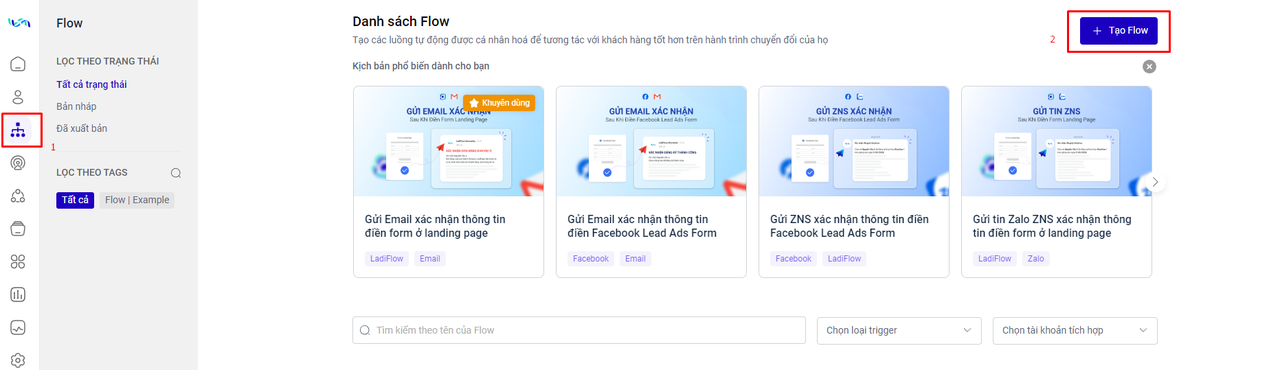 Flow
LỌC THEO TRẠNG THÁI
Tất cả trạng thái
Bản nháp
Đã xuất bản
1
LỌC THEO TAGS
Tất cả
Flow | Example
Danh sách Flow
Tạo các luồng tự động được cá nhân hoá để tương tác với khách hàng tốt hơn trên hành trình chuyển đổi của họ
2
Tạo Flow
Kịch bản phổ biến dành cho bạn
Khuyên dùng
GỬI EMAIL XÁC NHẬN
Sau Khi Điền Form Landing Page
Gửi Email xác nhận thông tin
điền form ở landing page
LadiFlow
Email
GỬI EMAIL XÁC NHẬN
Sau Khi Điền Facebook Lead Ads Form
Gửi Email xác nhận thông tin
điền Facebook Lead Ads Form
Facebook
Email
GỬI ZNS XÁC NHẬN
Sau Khi Điền Facebook Lead Ads Form
Gửi ZNS xác nhận thông tin điền
Facebook Lead Ads Form
Facebook
LadiFlow
GỬI TIN ZNS
Sau Khi Điền Form Landing Page
Gửi tin Zalo ZNS xác nhận thông
tin điền form ở landing page
LadiFlow
Zalo
Tìm kiếm theo tên của Flow
Chọn loại trigger
Chọn tài khoản tích hợp